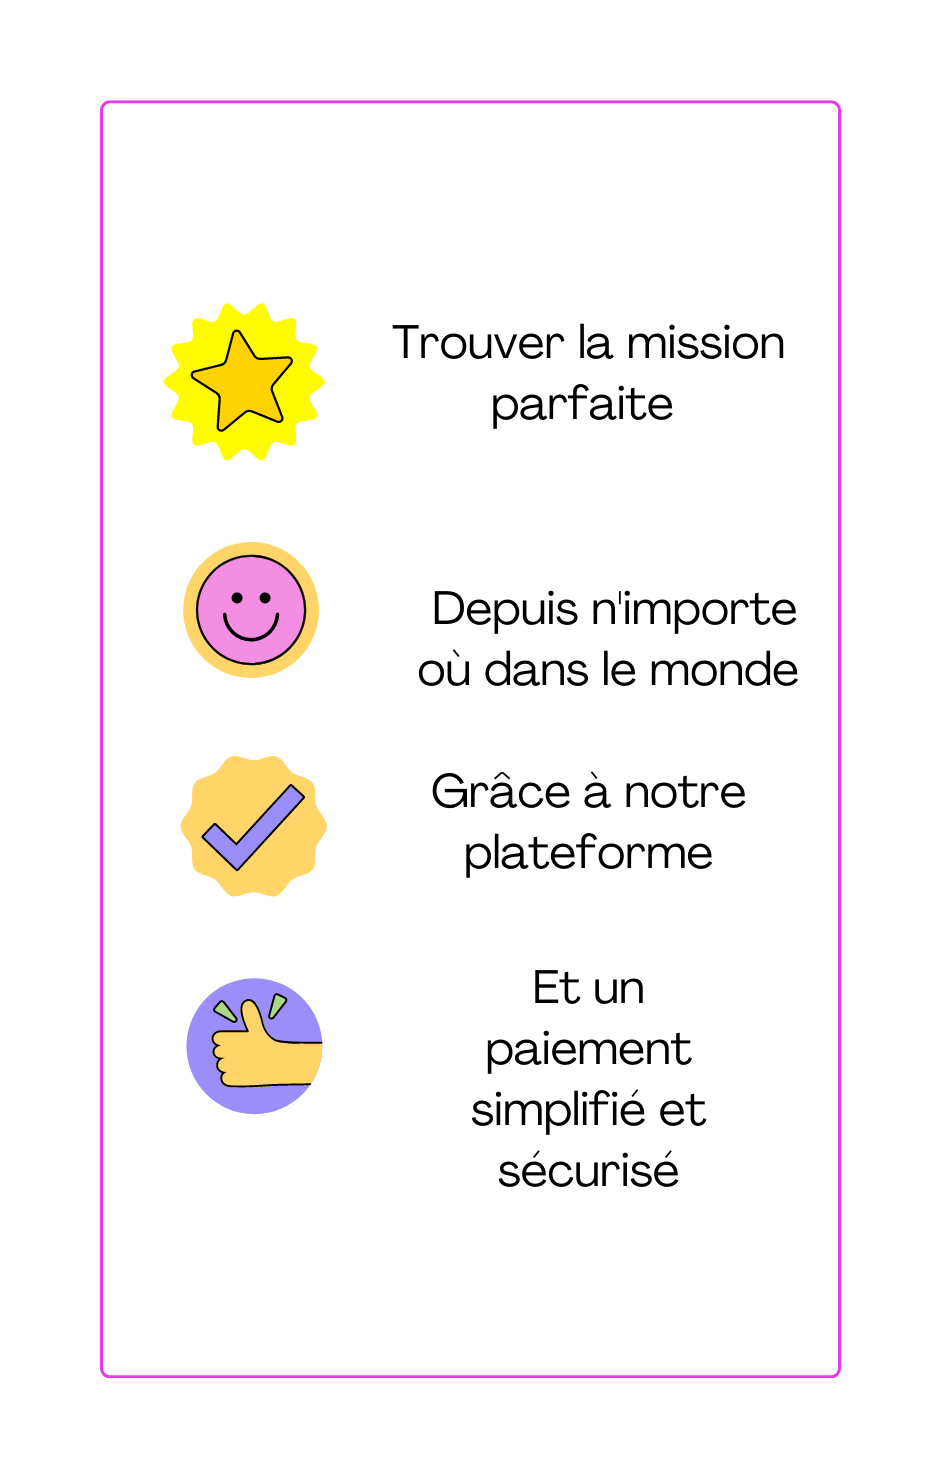 Trouver la mission
parfaite
Depuis n'importe
où dans le monde
Grâce à notre
plateforme
Et un
paiement
simplifié et
sécurisé